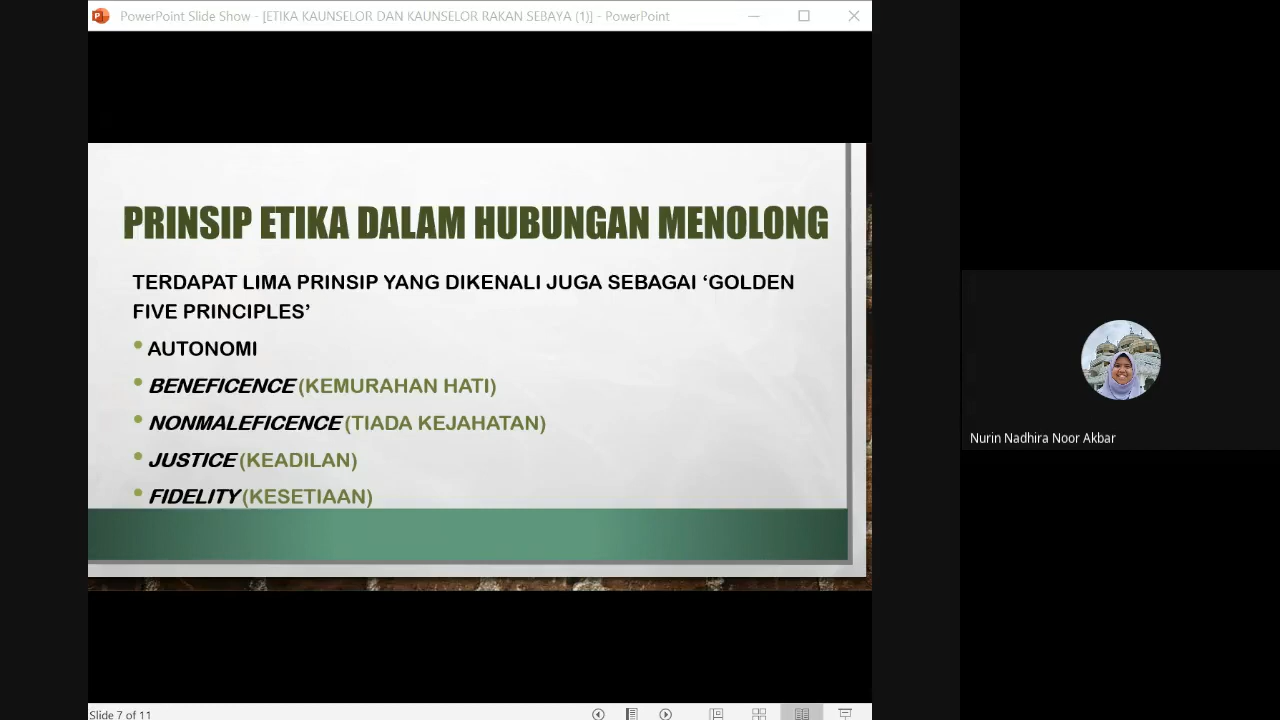 PowerPoint Slide Show - [ETIKA KAUNSELOR DAN KAUNSELOR RAKAN SEBAYA (1)] - PowerPoint
PRINSIP ETIKA DALAM HUBUNGAN MENOLONG
TERDAPAT LIMA PRINSIP YANG DIKENALI JUGA SEBAGAI ‘GOLDEN
FIVE PRINCIPLES’
• AUTONOMI
• BENEFICENCE (KEMURAHAN HATI)
• NONMALEFICENCE (TIADA KEJAHATAN)
• JUSTICE (KEADILAN)
• FIDELITY (KESETIAAN)
Nurin Nadhira Noor Akbar
Slide 7 of 11